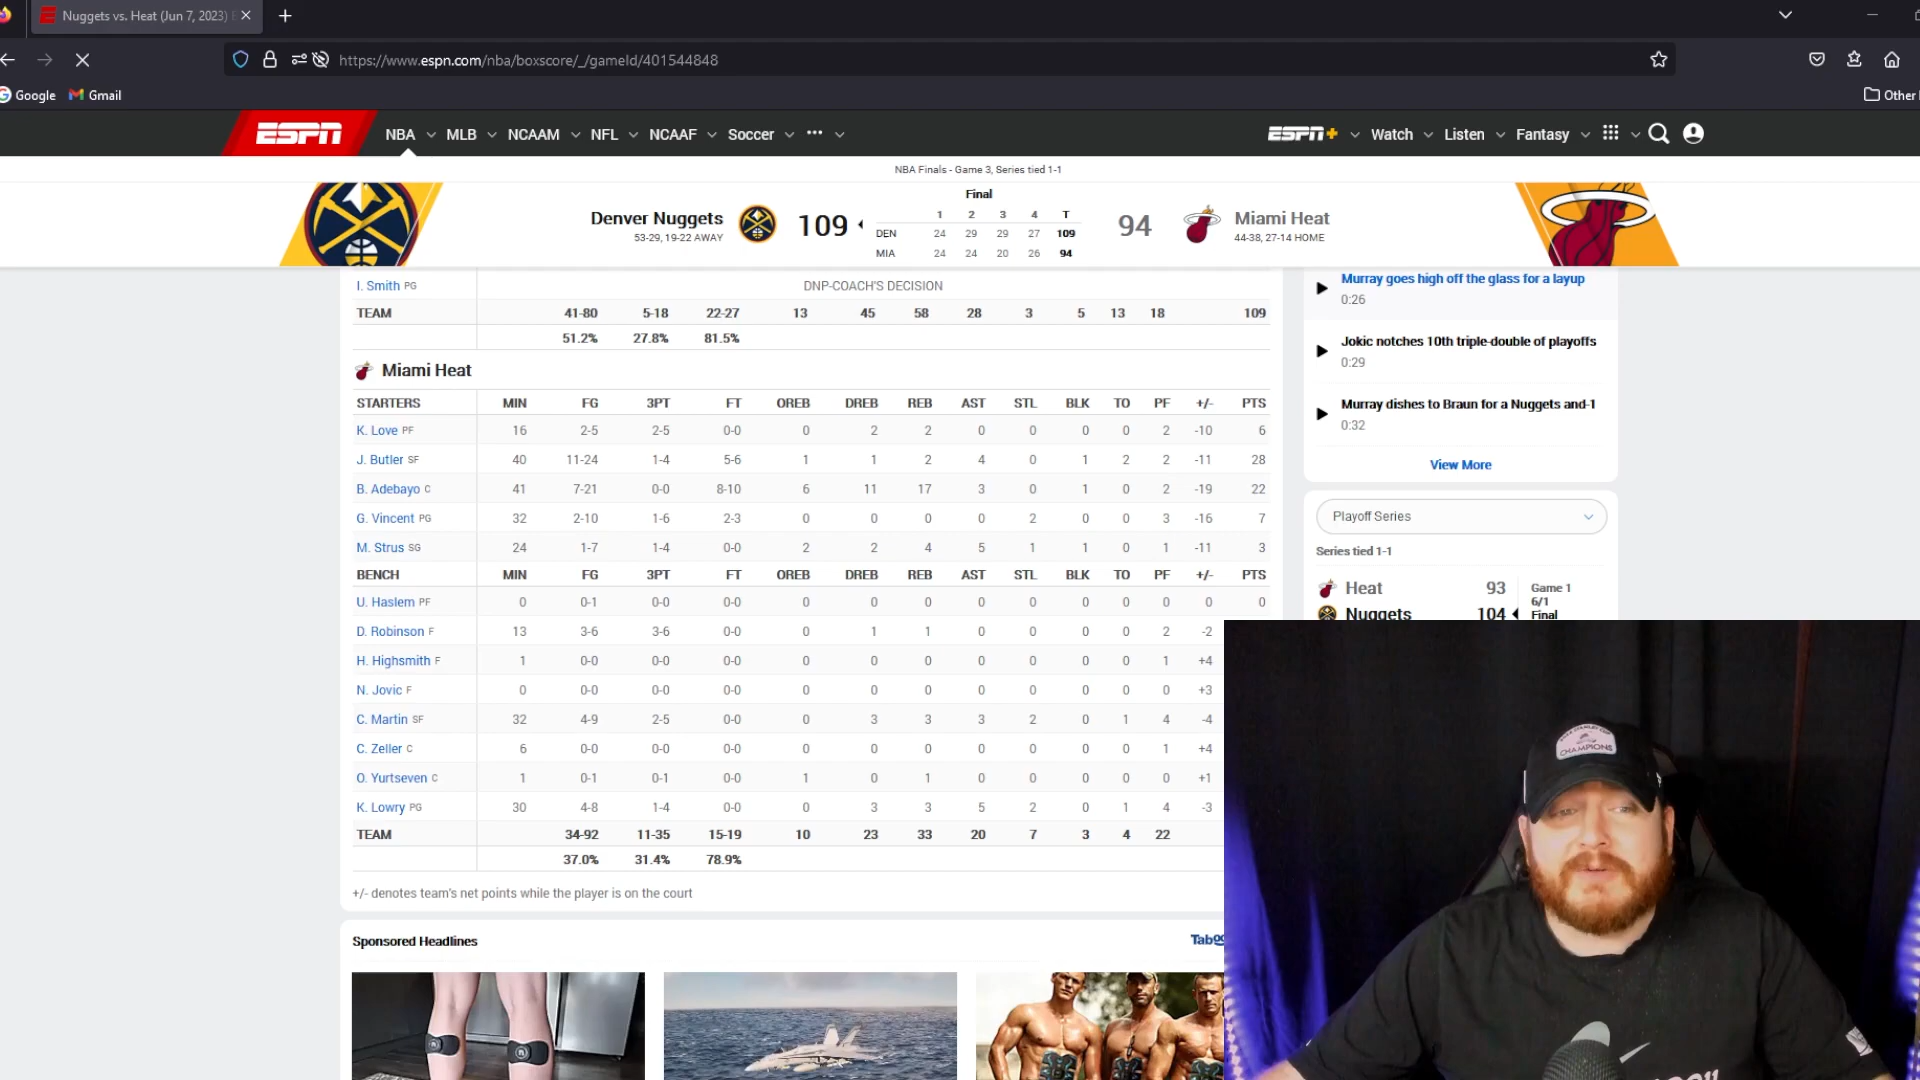 Nuggets vs. Heat (Jun 7, 2023)
https://www.espn.com/nba/boxscore/_/gameId/401544848
Google Gmail Other
ESPN NBA MLB NCAAM NFL NCAAF Soccer ESPN+ Watch Listen Fantasy
NBA Finals - Game 3, Series tied 1-1
Final
Denver Nuggets 109 1 2 3 4 T 94 Miami Heat
53-29, 19-22 AWAY DEN 24 29 29 27 109 44-38, 27-14 HOME
MIA 24 24 20 26 94
I. Smith PG DNP-COACH'S DECISION
TEAM 41-80 5-18 22-27 13 45 58 28 3 5 13 18 109
51.2% 27.8% 81.5%
Miami Heat
STARTERS MIN FG 3PT FT OREB DREB REB AST STL BLK TO PF +/- PTS
K. Love PF 16 2-5 2-5 0-0 0 2 2 0 0 0 0 2 -10 6
J. Butler SF 40 11-24 1-4 5-6 1 1 2 4 0 1 2 2 -11 28
B. Adebayo C 41 7-21 0-0 8-10 6 11 17 3 0 1 0 2 -19 22
G. Vincent PG 32 2-10 1-6 2-3 0 0 0 0 2 0 0 3 -16 7
M. Strus SG 24 1-7 1-4 0-0 2 2 4 5 1 1 0 1 -11 3
BENCH MIN FG 3PT FT OREB DREB REB AST STL BLK TO PF +/- PTS
U. Haslem PF 0 0-1 0-0 0-0 0 0 0 0 0 0 0 0 0 0
D. Robinson F 13 3-6 3-6 0-0 0 1 1 0 0 0 0 2 -2
H. Highsmith F 1 0-0 0-0 0-0 0 0 0 0 0 0 0 1 +4
N. Jovic F 0 0-0 0-0 0-0 0 0 0 0 0 0 0 0 +3
C. Martin SF 32 4-9 2-5 0-0 0 3 3 3 2 0 1 4 -4
C. Zeller C 6 0-0 0-0 0-0 0 0 0 0 0 0 0 1 +4
O. Yurtseven C 1 0-1 0-1 0-0 1 0 1 0 0 0 0 0 +1
K. Lowry PG 30 4-8 1-4 0-0 0 3 3 5 2 0 1 4 -3
TEAM 34-92 11-35 15-19 10 23 33 20 7 3 4 22
37.0% 31.4% 78.9%
+/- denotes team's net points while the player is on the court
Sponsored Headlines
Murray goes high off the glass for a layup
0:26
Jokic notches 10th triple-double of playoffs
0:29
Murray dishes to Braun for a Nuggets and-1
0:32
View More
Playoff Series
Series tied 1-1
Heat 93 Game 1
6/1
Nuggets 104 Final
CHAMPIONS